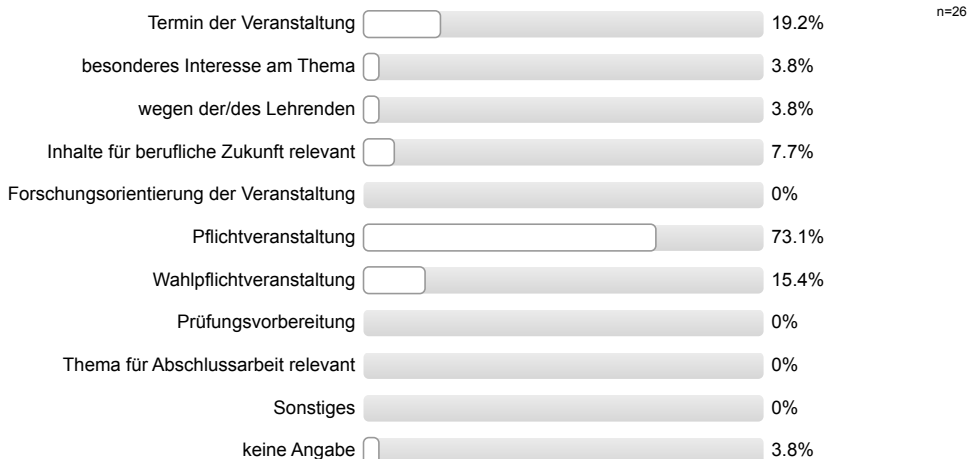 Termin der Veranstaltung 19.2% n=26
besonderes Interesse am Thema 3.8%
wegen der/des Lehrenden 3.8%
Inhalte für berufliche Zukunft relevant 7.7%
Forschungsorientierung der Veranstaltung 0%
Pflichtveranstaltung 73.1%
Wahlpflichtveranstaltung 15.4%
Prüfungsvorbereitung 0%
Thema für Abschlussarbeit relevant 0%
Sonstiges 0%
keine Angabe 3.8%